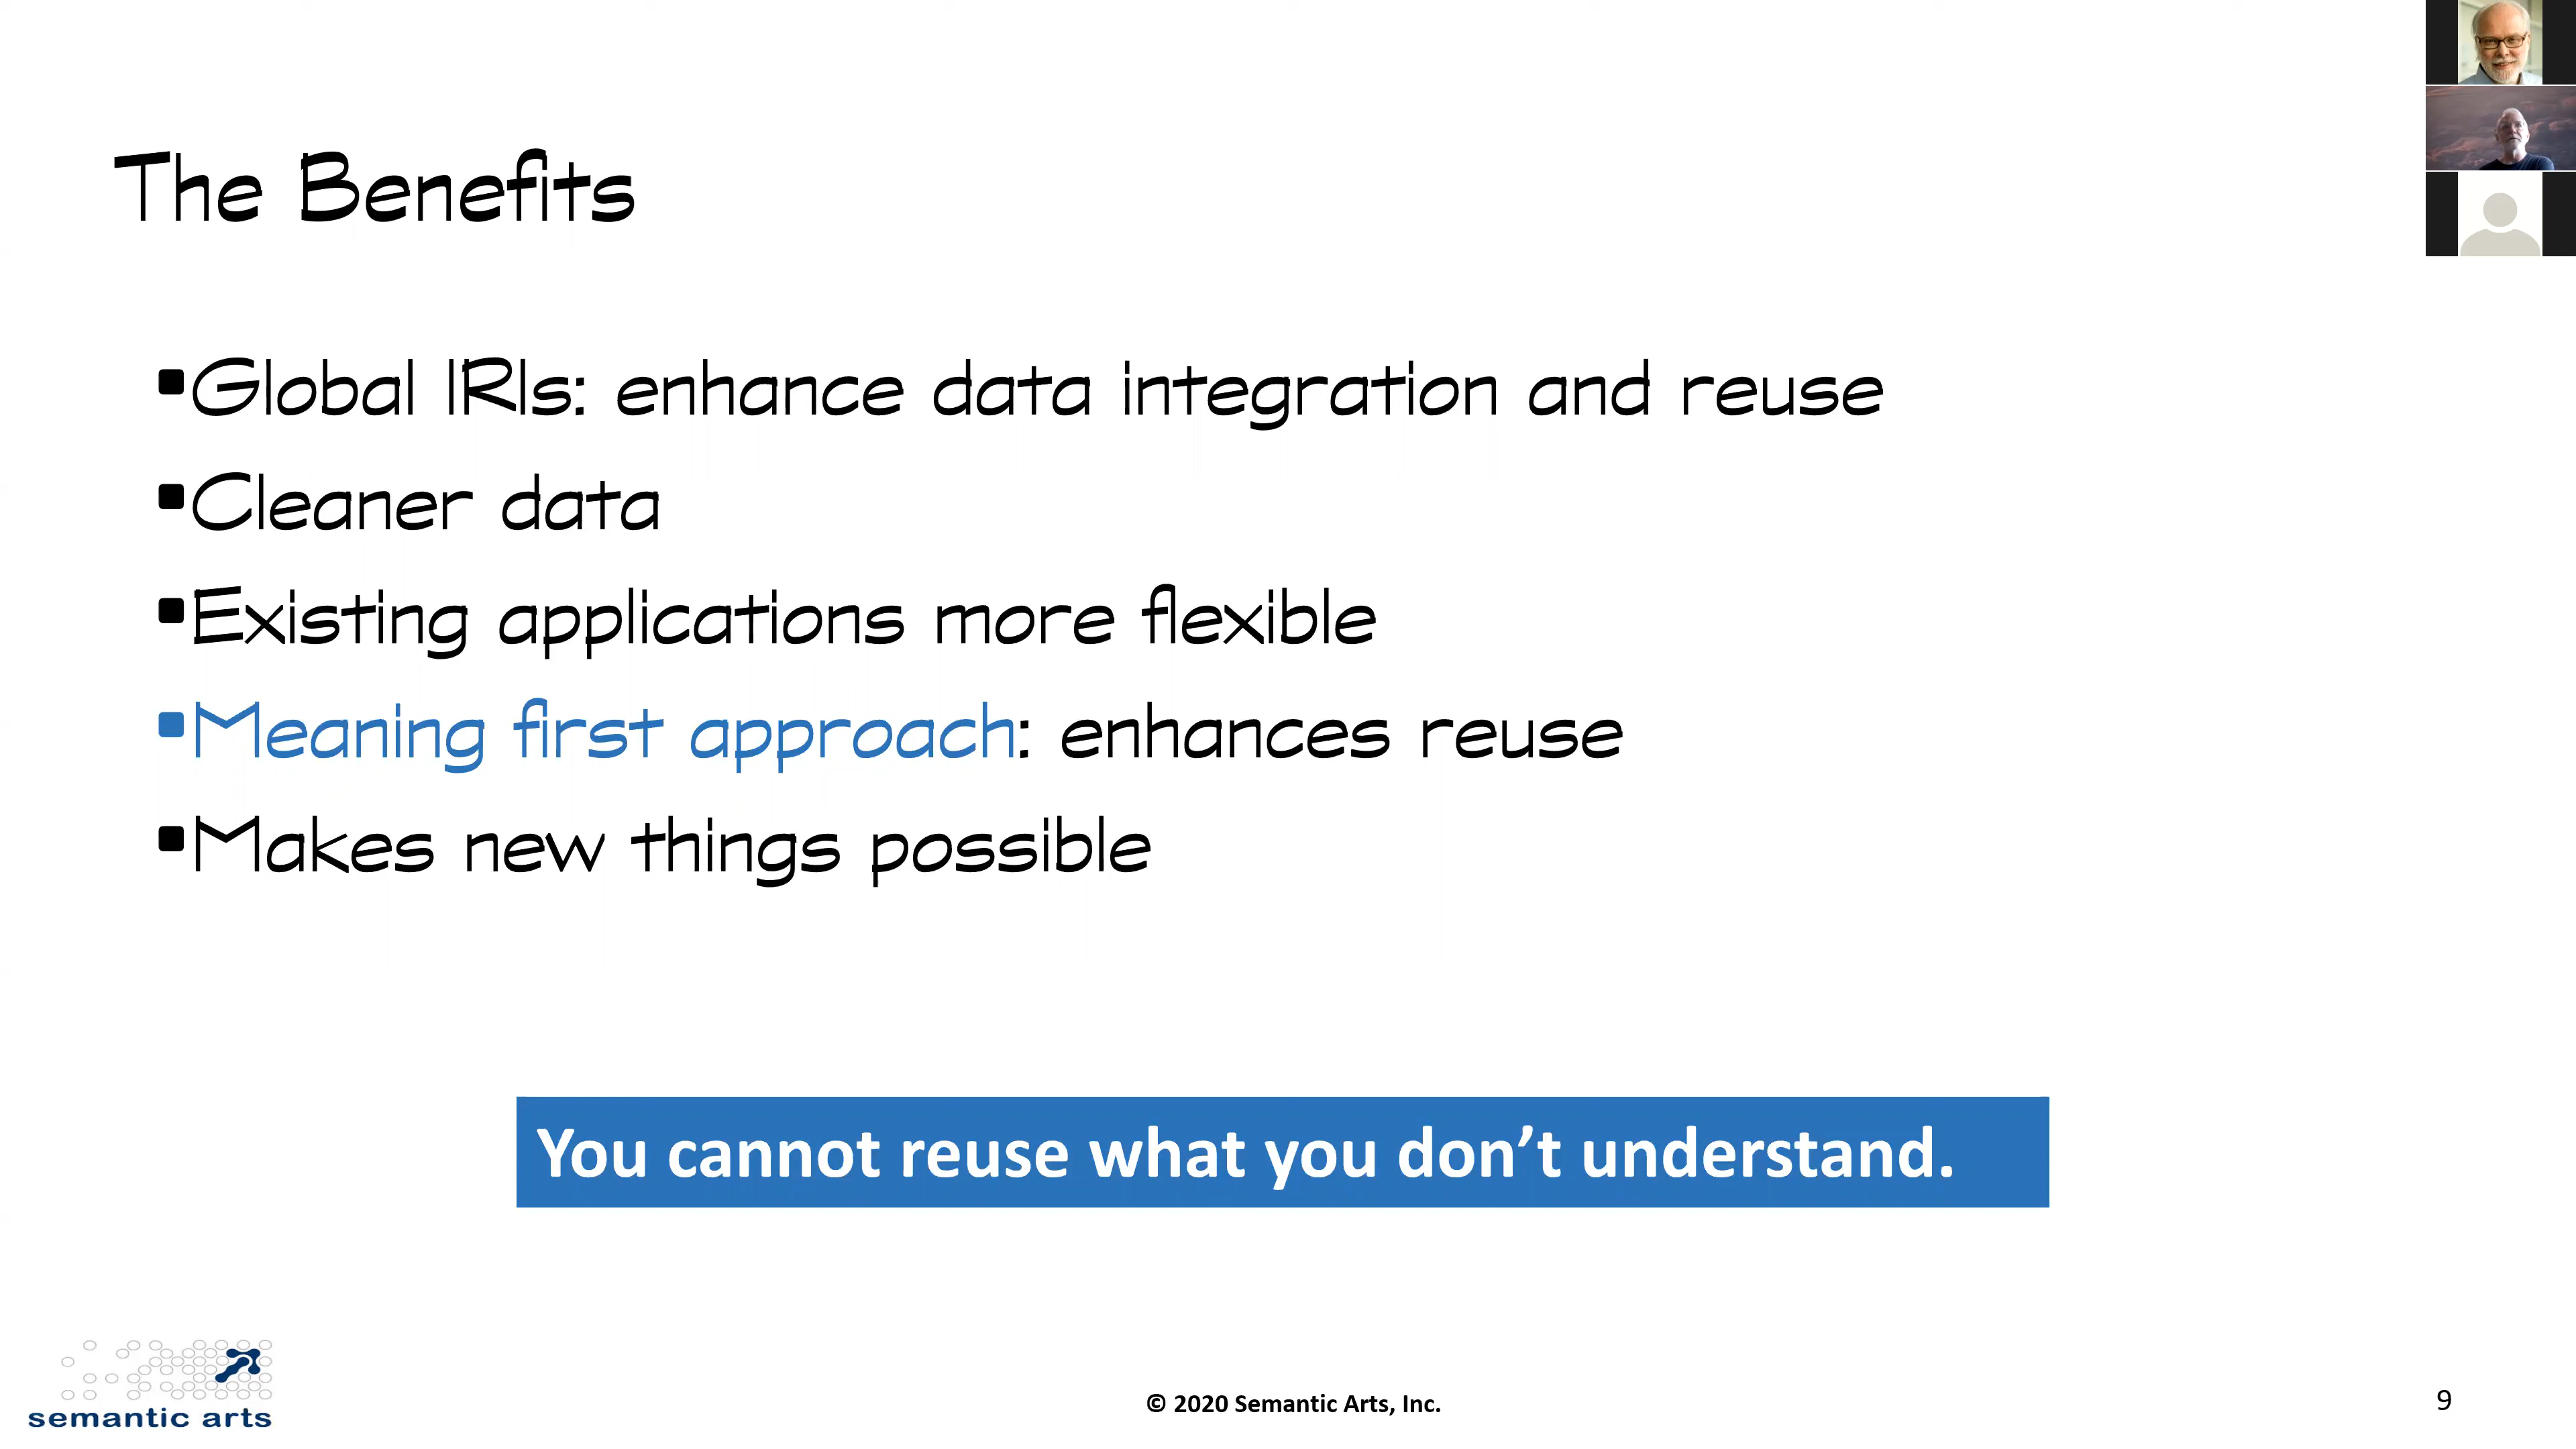 The Benefits
▪Global IRIs: enhance data integration and reuse
▪Cleaner data
▪Existing applications more flexible
▪Meaning first approach: enhances reuse
▪Makes new things possible
You cannot reuse what you don’t understand.
semantic arts
© 2020 Semantic Arts, Inc.
9